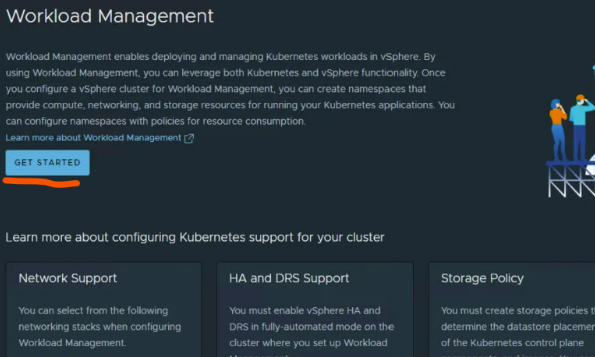 Workload Management
Workload Management enables deploying and managing Kubernetes workloads in vSphere. By
using Workload Management, you can leverage both Kubernetes and vSphere functionality. Once
you configure a vSphere cluster for Workload Management, you can create namespaces that
provide compute, networking, and storage resources for running your Kubernetes applications. You
can configure namespaces with policies for resource consumption.
Learn more about Workload Management
GET STARTED
Learn more about configuring Kubernetes support for your cluster
Network Support
You can select from the following
networking stacks when configuring
Workload Management.
HA and DRS Support
You must enable vSphere HA and
DRS in fully-automated mode on the
cluster where you set up Workload
Storage Policy
You must create storage policies
determine the datastore
of the Kubernetes control plane